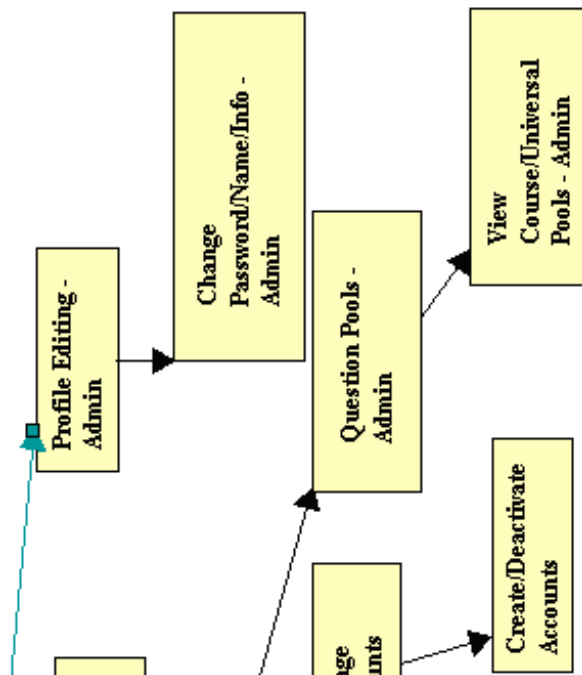 Profile Editing -
Admin
Change
Password/Name/Info -
Admin
Question Pools -
Admin
View
Course/Universal
Pools - Admin
Create/Deactivate
Accounts